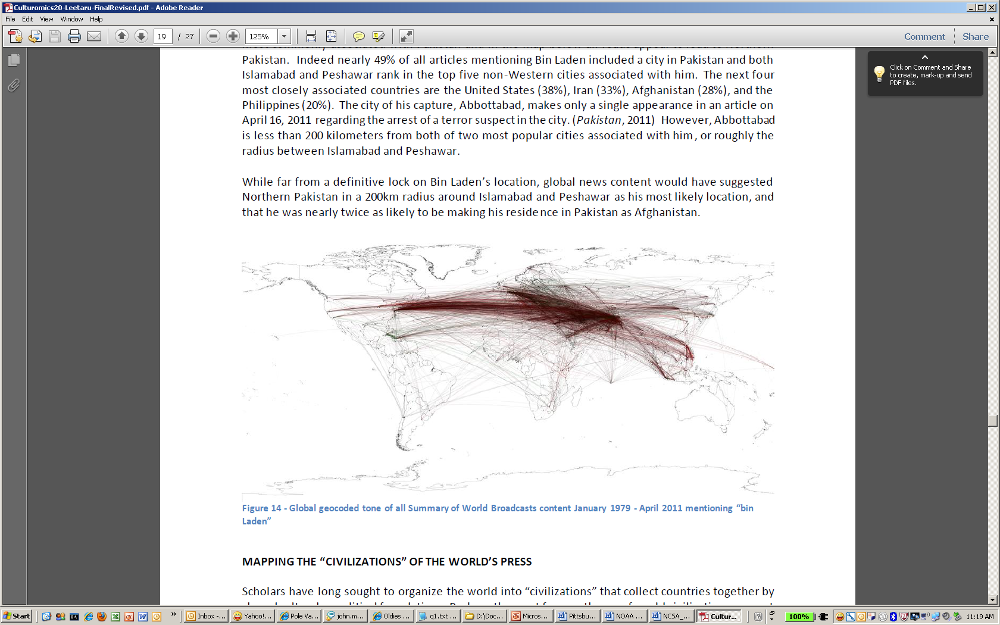 Culturomics20-Leetaru-FinalRevised.pdf - Adobe Reader
File Edit View Window Help
19 / 27 125% Comment Share
Click on Comment and Share
to create, mark-up and send
PDF files.
Pakistan. Indeed nearly 49% of all articles mentioning Bin Laden included a city in Pakistan and both
Islamabad and Peshawar rank in the top five non-Western cities associated with him. The next four
most closely associated countries are the United States (38%), Iran (33%), Afghanistan (28%), and the
Philippines (20%). The city of his capture, Abbottabad, makes only a single appearance in an article on
April 16, 2011 regarding the arrest of a terror suspect in the city. (Pakistan, 2011) However, Abbottabad
is less than 200 kilometers from both of two most popular cities associated with him, or roughly the
radius between Islamabad and Peshawar.
While far from a definitive lock on Bin Laden’s location, global news content would have suggested
Northern Pakistan in a 200km radius around Islamabad and Peshawar as his most likely location, and
that he was nearly twice as likely to be making his residence in Pakistan as Afghanistan.
Figure 14 - Global geocoded tone of all Summary of World Broadcasts content January 1979 - April 2011 mentioning “bin
Laden”
MAPPING THE “CIVILIZATIONS” OF THE WORLD’S PRESS
Scholars have long sought to organize the world into “civilizations” that collect countries together by
Start Inbox -... Yahoo!... Pole Va... john.m... Oldies ... q1.txt ... D:\Doc... Micros... Pittsbu... NOAA ... NCSA_... Cultur... 100% 11:19 AM